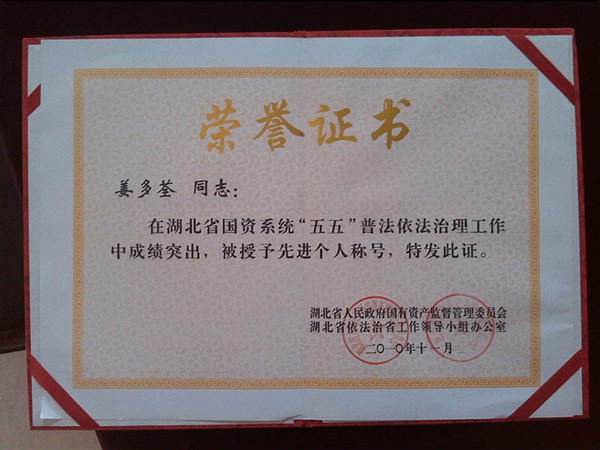 荣誉证书
姜多荃 同志：
在湖北省国资系统“五五”普法依法治理工作
中成绩突出，被授予先进个人称号，特发此证。
湖北省人民政府国有资产监督管理委员会
湖北省依法治省工作领导小组办公室
二〇一〇年十一月